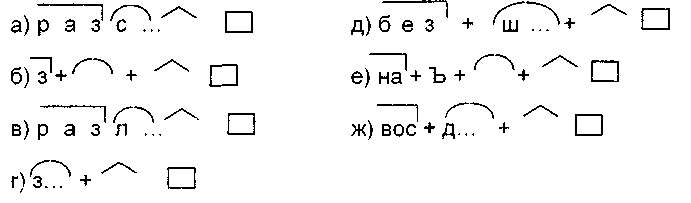 а) р а з с ...
б) з +  +
в) р а з л ...
г) з... +
д) б е з + ш ... +
е) на + Ъ +  +
ж) вос + д... +